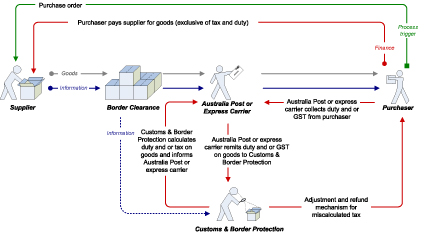 Purchase order
Purchaser pays supplier for goods (exclusive of tax and duty)
Process
trigger
Finance
Goods
Information
Supplier
Border Clearance
Australia Post or
Express Carrier
Purchaser
Australia Post or express
carrier collects duty and or
GST from purchaser
Information
Customs & Border
Protection calculates
duty and or tax on
goods and informs
Australia Post or
express carrier
Australia Post or express
carrier remits duty and or GST
on goods to Customs &
Border Protection
Adjustment and refund
mechanism for
miscalculated tax
Customs & Border Protection